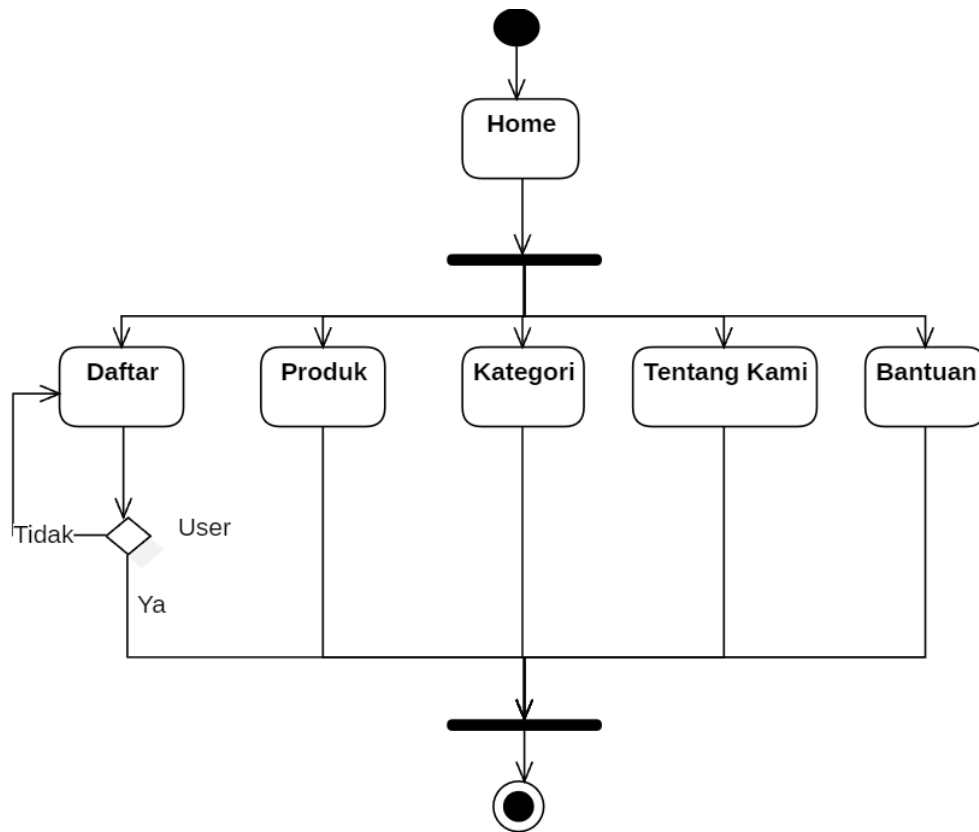 Home
Daftar
Produk
Kategori
Tentang Kami
Bantuan
Tidak
User
Ya